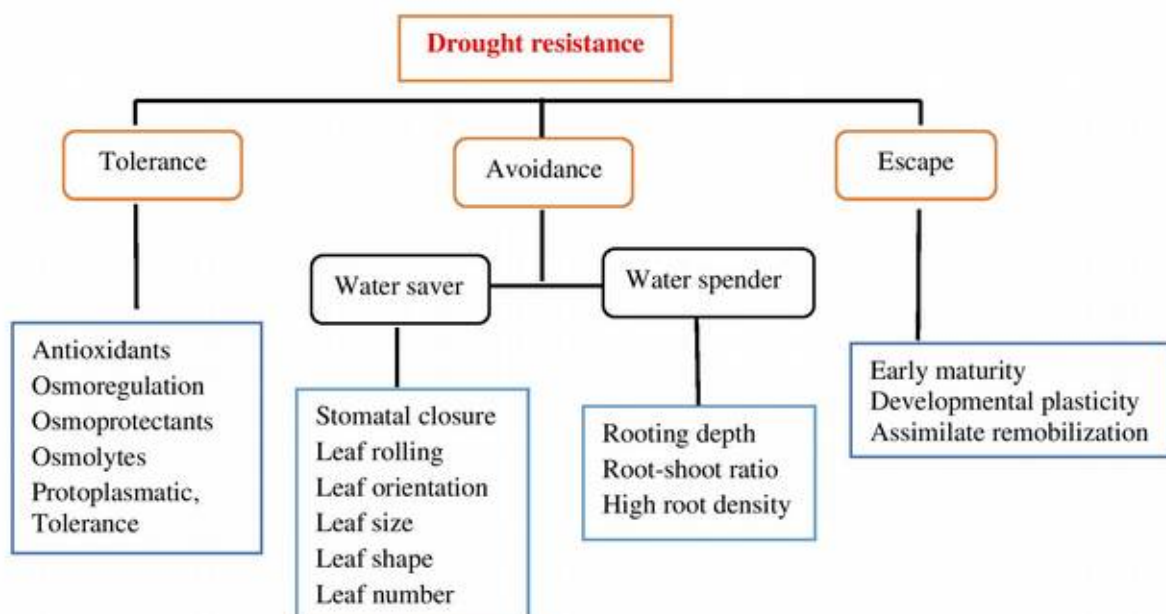 Drought resistance
Tolerance
Avoidance
Escape
Water saver
Water spender
Antioxidants
Osmoregulation
Osmoprotectants
Osmolytes
Protoplasmatic,
Tolerance
Stomatal closure
Leaf rolling
Leaf orientation
Leaf size
Leaf shape
Leaf number
Rooting depth
Root-shoot ratio
High root density
Early maturity
Developmental plasticity
Assimilate remobilization